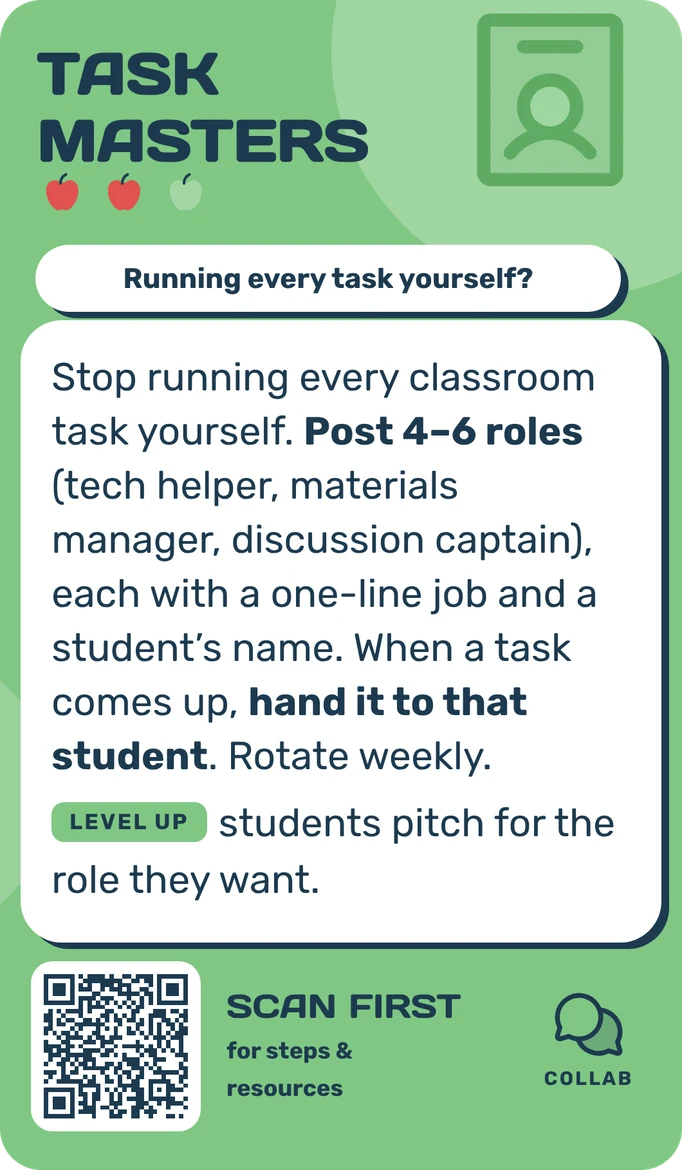 TASK
MASTERS
Running every task yourself?
Stop running every classroom
task yourself. Post 4–6 roles
(tech helper, materials
manager, discussion captain),
each with a one-line job and a
student’s name. When a task
comes up, hand it to that
student. Rotate weekly.
LEVEL UP students pitch for the
role they want.
SCAN FIRST
for steps &
resources
COLLAB